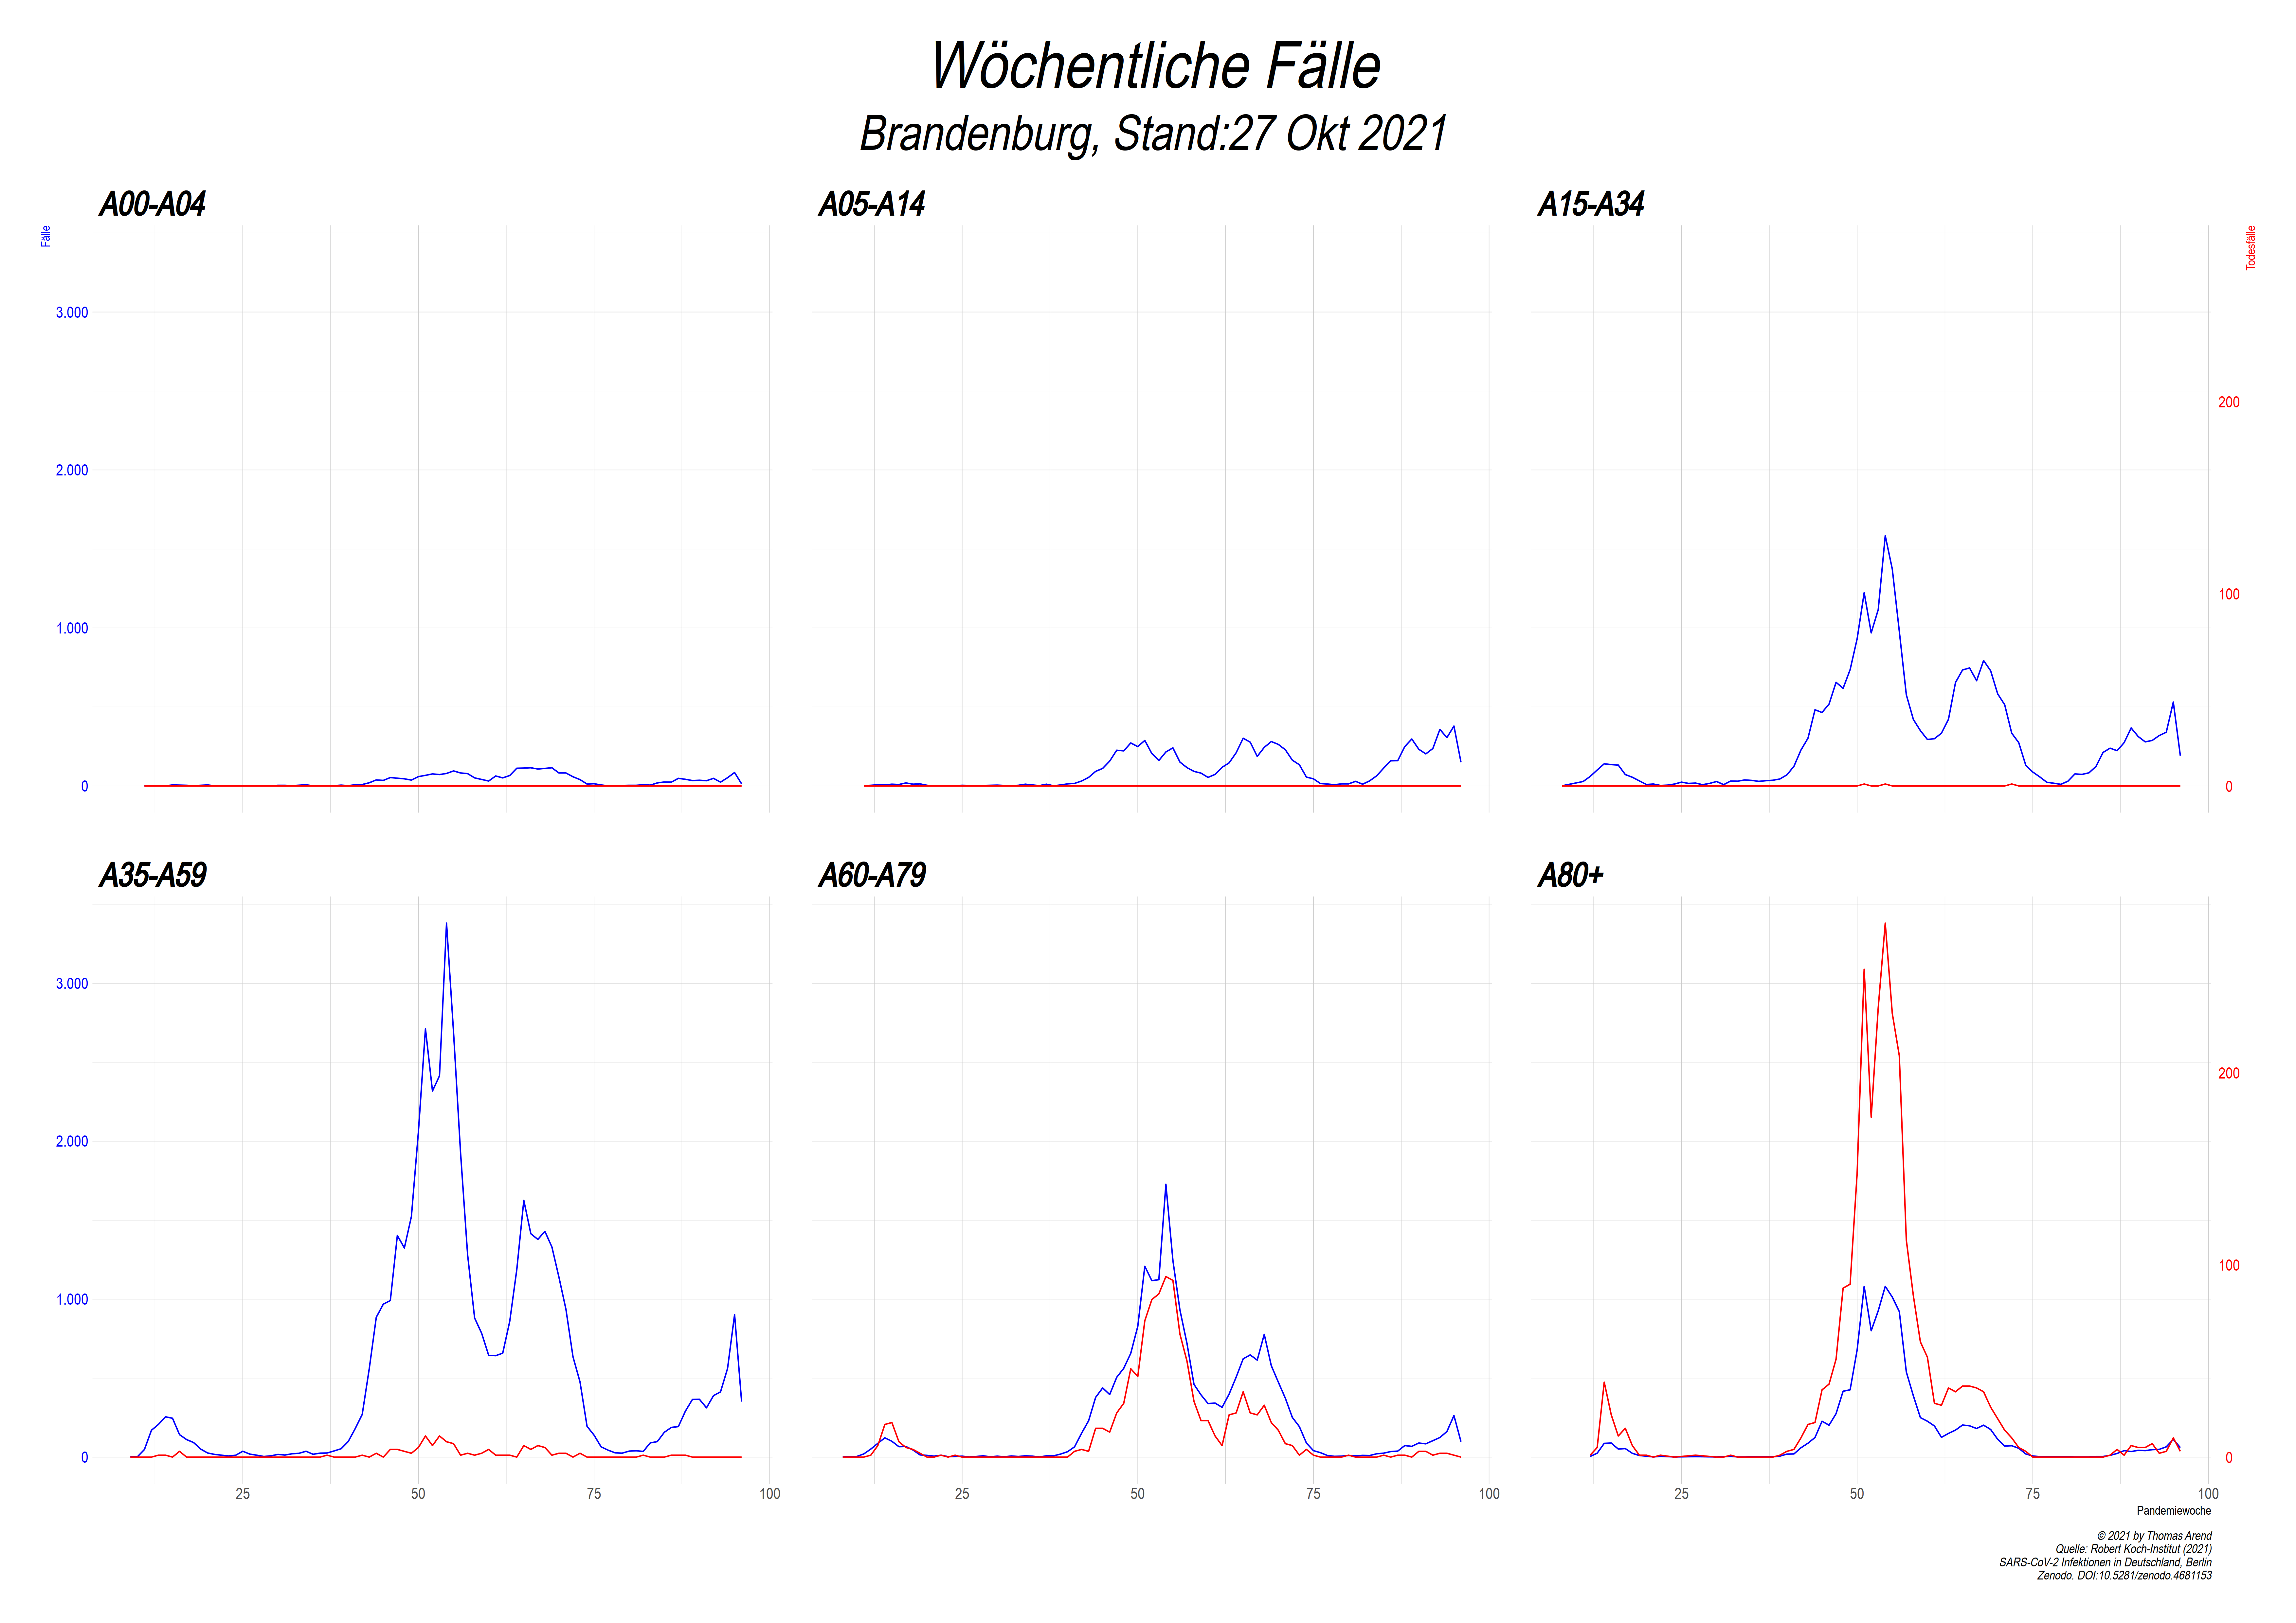 Wöchentliche Fälle
Brandenburg, Stand:27 Okt 2021
A00-A04
A05-A14
A15-A34
Fälle
Todesfälle
3.000
2.000
1.000
0
200
100
0
A35-A59
A60-A79
A80+
3.000
2.000
1.000
0
200
100
0
25 50 75 100
25 50 75 100
25 50 75 100
Pandemiewoche
© 2021 by Thomas Arend
Quelle: Robert Koch-Institut (2021)
SARS-CoV-2 Infektionen in Deutschland, Berlin
Zenodo. DOI:10.5281/zenodo.4681153